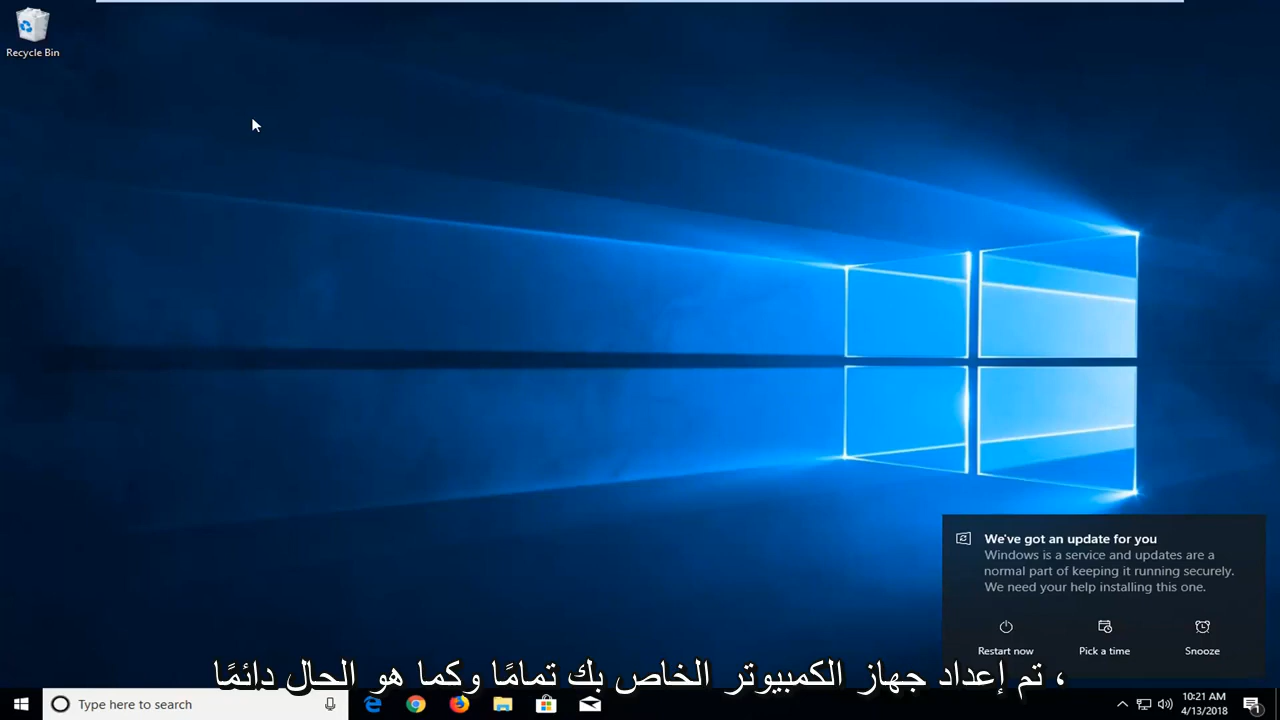 Recycle Bin
We've got an update for you
Windows is a service and updates are a
normal part of keeping it running securely.
We need your help installing this one.
Restart now
Pick a time
Snooze
، تم إعداد جهاز الكمبيوتر الخاص بك تمامًا وكما هو الحال دائمًا
Type here to search
10:21 AM
4/13/2018
1